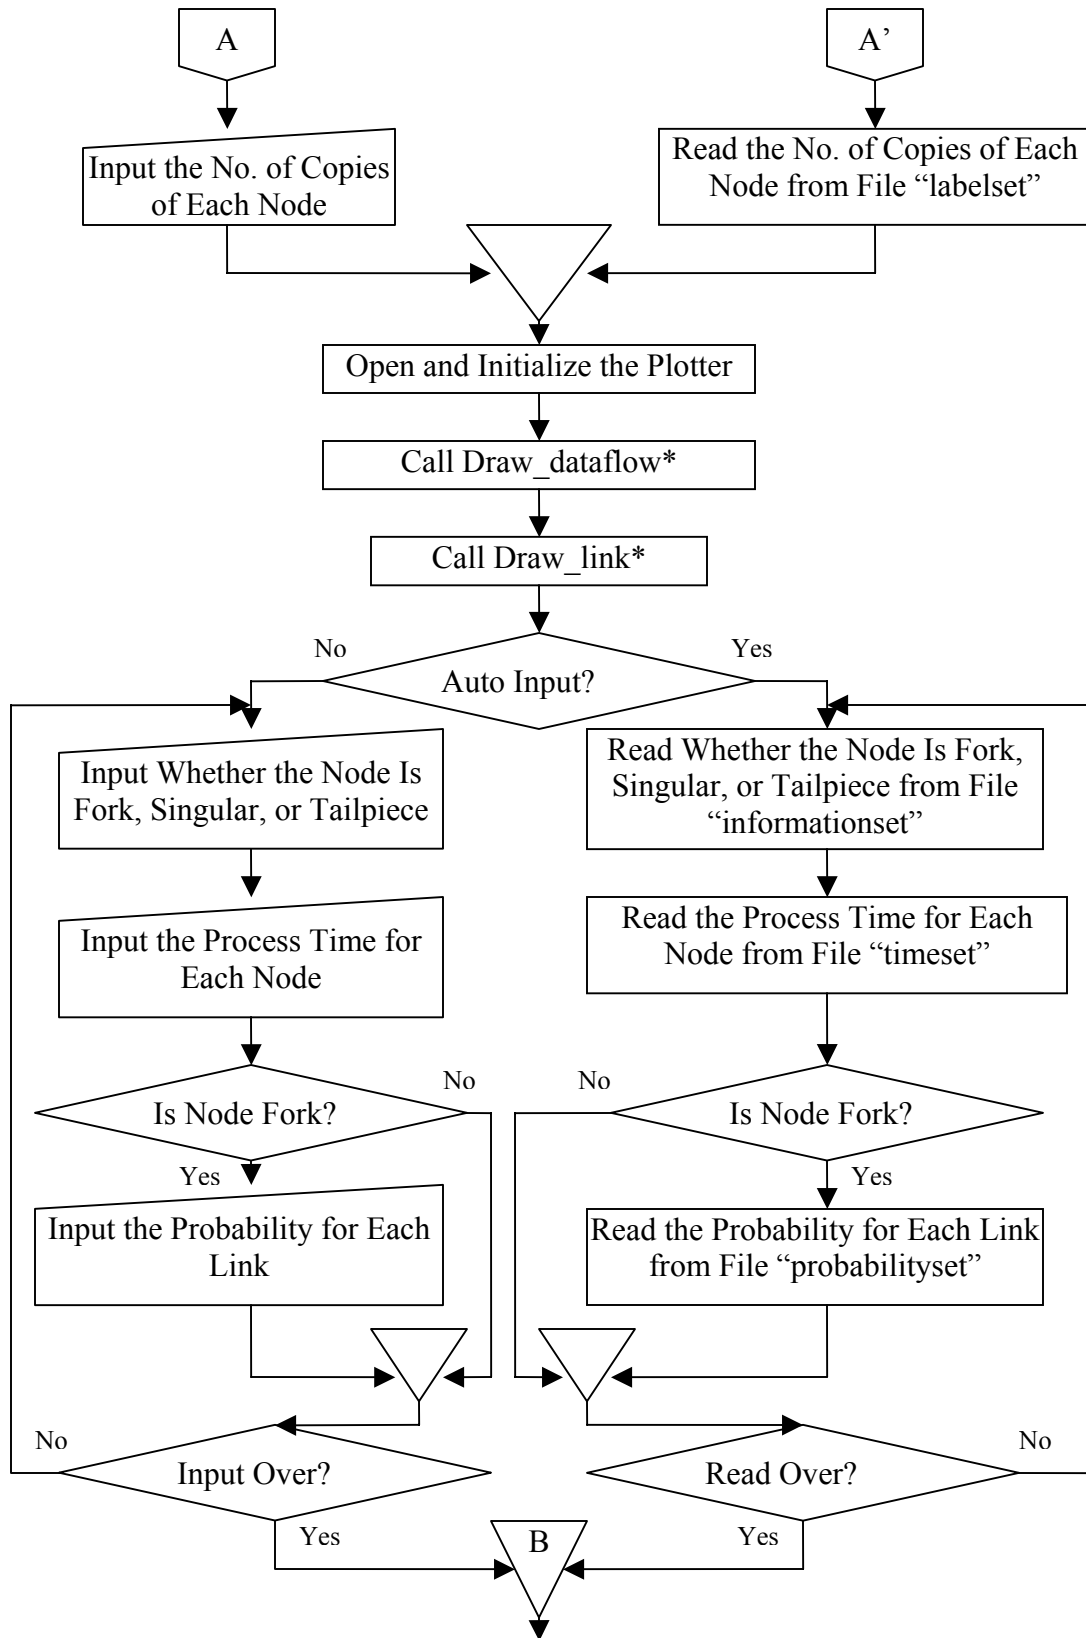 A
A’
Input the No. of Copies
of Each Node
Read the No. of Copies of Each
Node from File “labelset”
Open and Initialize the Plotter
Call Draw_dataflow*
Call Draw_link*
No
Yes
Auto Input?
Input Whether the Node Is
Fork, Singular, or Tailpiece
Read Whether the Node Is Fork,
Singular, or Tailpiece from File
“informationset”
Input the Process Time for
Each Node
Read the Process Time for Each
Node from File “timeset”
No
No
Is Node Fork?
Is Node Fork?
Yes
Yes
Input the Probability for Each
Link
Read the Probability for Each Link
from File “probabilityset”
No
No
Input Over?
Read Over?
Yes
Yes
B